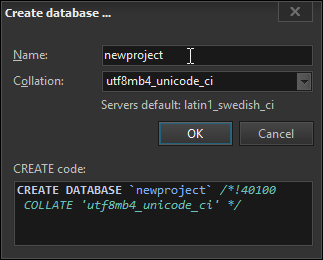 Create database ...
Name: newproject
Collation: utf8mb4_unicode_ci
Servers default: latin1_swedish_ci
OK Cancel
CREATE code:
CREATE DATABASE `newproject` /*!40100
COLLATE 'utf8mb4_unicode_ci' */